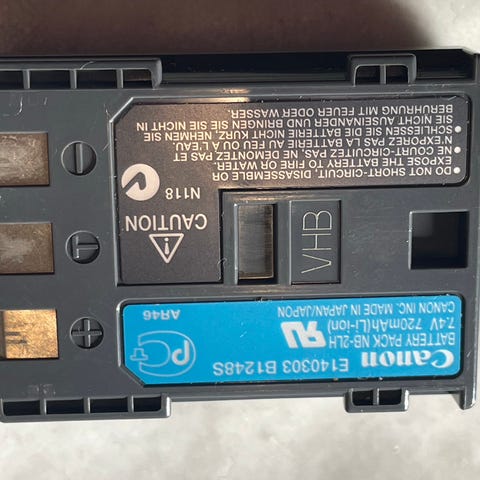 Canon
BATTERY PACK NB-2LH
7.4V 720mAh(Li-ion)
CANON INC. MADE IN JAPAN/JAPON
E140303 B1248S
AR46
VHB
CAUTION
N118
● DO NOT SHORT-CIRCUIT, DISASSEMBLE OR
EXPOSE THE BATTERY TO FIRE OR WATER.
● NE COURT-CIRCUITEZ PAS, NE DEMONTEZ PAS ET
N'EXPOREZ PAS LA BATTERIE AU FEU OU A L'EAU.
● SCHLIESSEN SIE DIE BATTERIE NICHT KURZ, NEHMEN
SIE NICHT AUSEINANDER UND BRINGEN SIE SIE NICHT IN
BERUHRUNG MIT FEUER ODER WASSER.
+
T
−